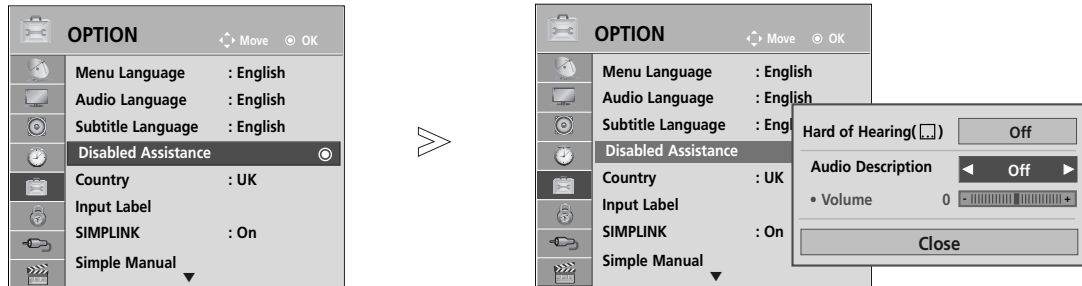 OPTION Move OK
Menu Language : English
Audio Language : English
Subtitle Language : English
Disabled Assistance
Country : UK
Input Label
SIMPLINK : On
Simple Manual
OPTION Move OK
Menu Language : English
Audio Language : English
Subtitle Language : Engl
Disabled Assistance
Country : UK
Input Label
SIMPLINK : On
Simple Manual
Hard of Hearing( ) Off
Audio Description ◀ Off ▶
• Volume 0 - +
Close